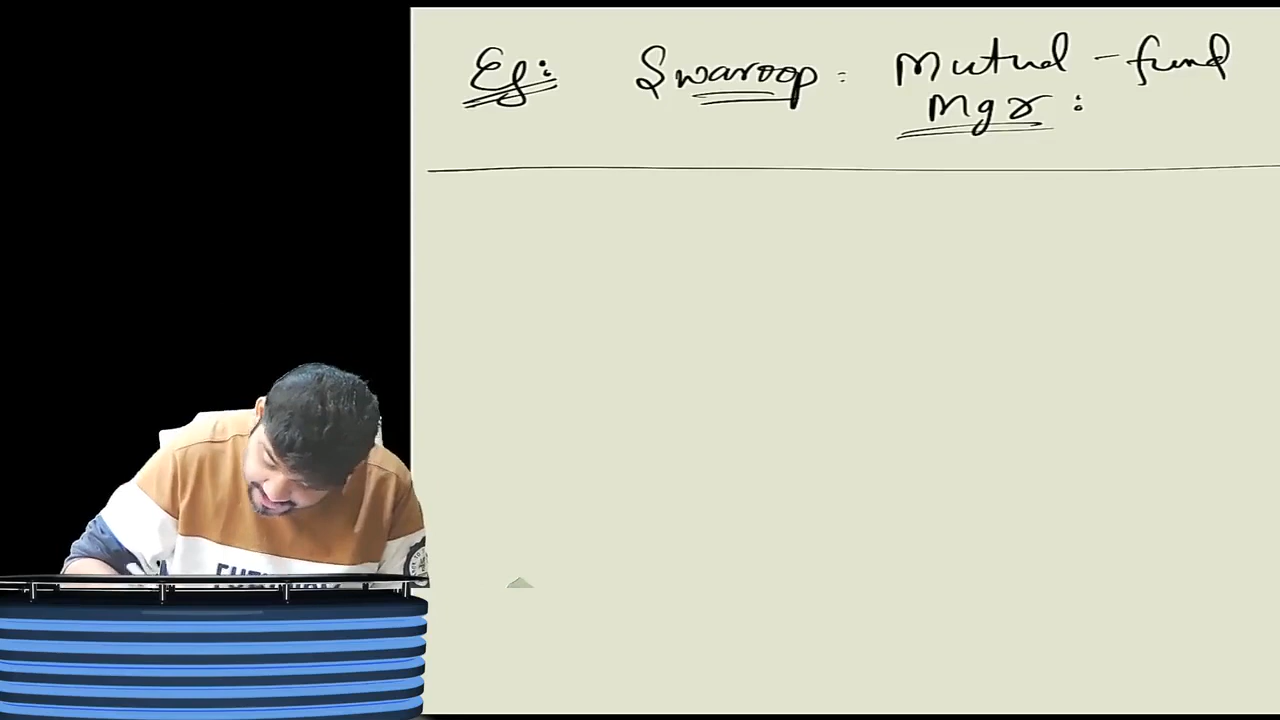 Eg: Swaroop = Mutual - fund
Mgr :